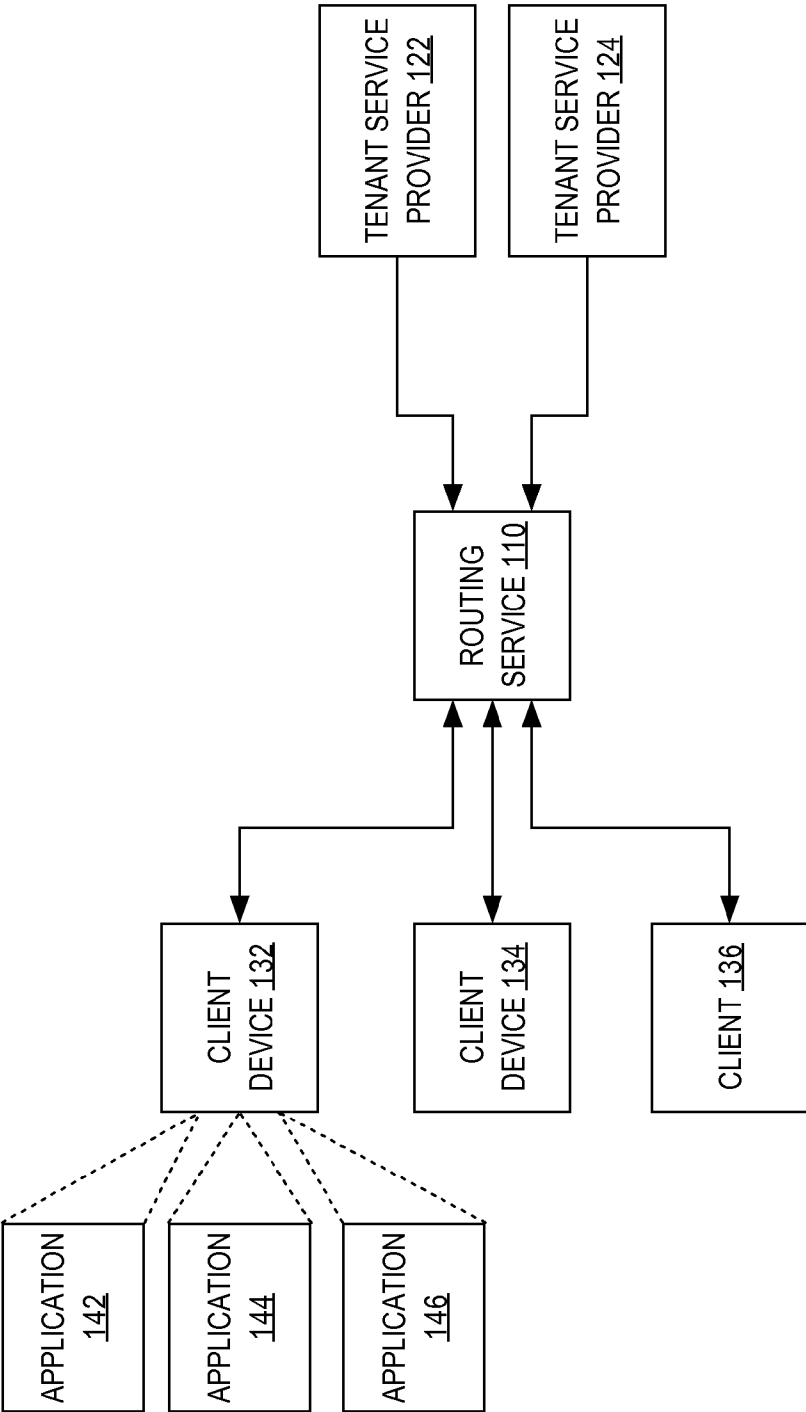 APPLICATION
142
APPLICATION
144
APPLICATION
146
CLIENT
DEVICE 132
CLIENT
DEVICE 134
CLIENT 136
ROUTING
SERVICE 110
TENANT SERVICE
PROVIDER 122
TENANT SERVICE
PROVIDER 124